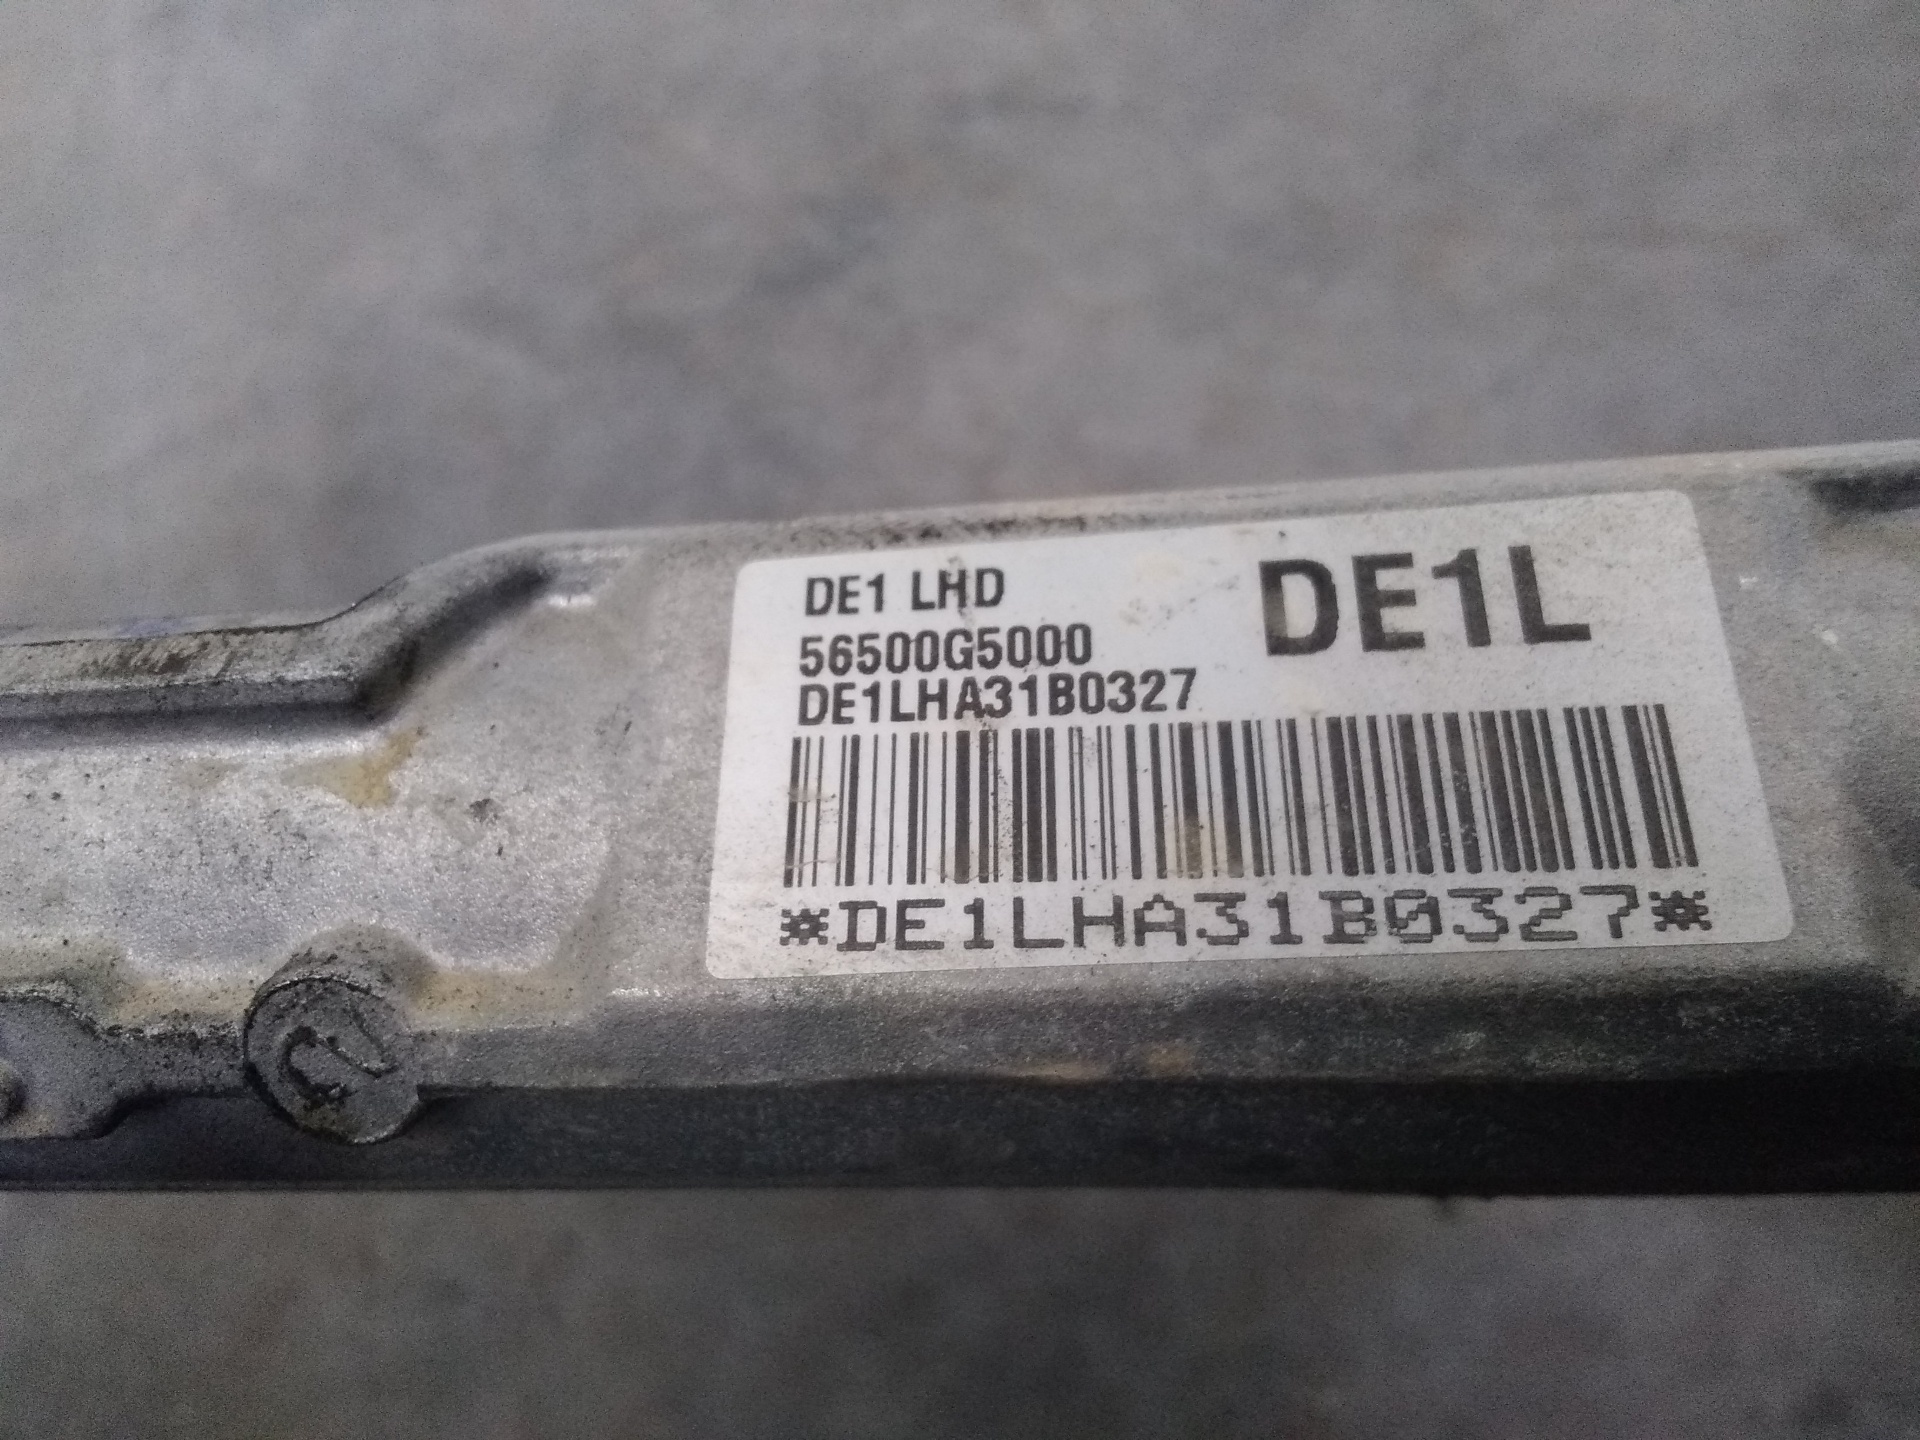 DE1 LHD
DE1L
56500G5000
DE1LHA31B0327
*DE1LHA31B0327*